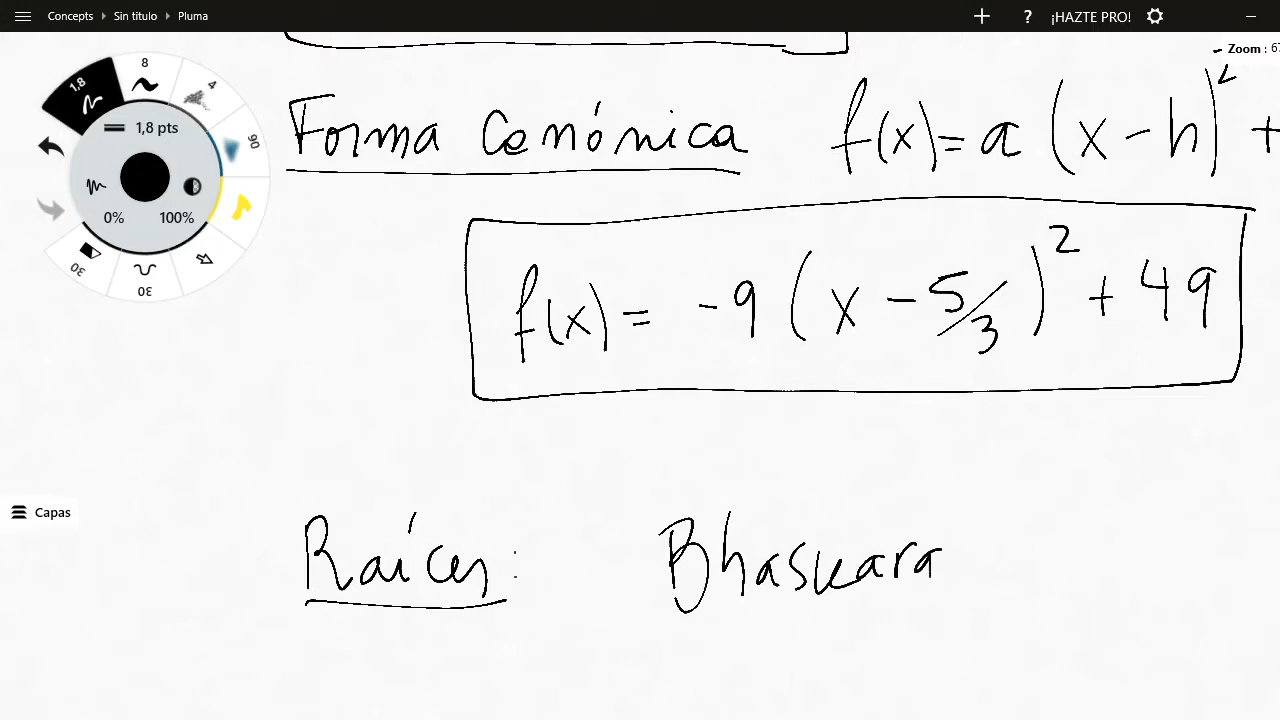 Concepts Sin título Pluma + ? ¡HAZTE PRO!
Zoom : 67
8
1,8
4
1,8 pts
90
0% 100%
30
30
Forma Canónica f(x)= a (x - h)² +
f(x) = -9 (x - 5/3)² + 49
Capas
Raíces: Bhaskara